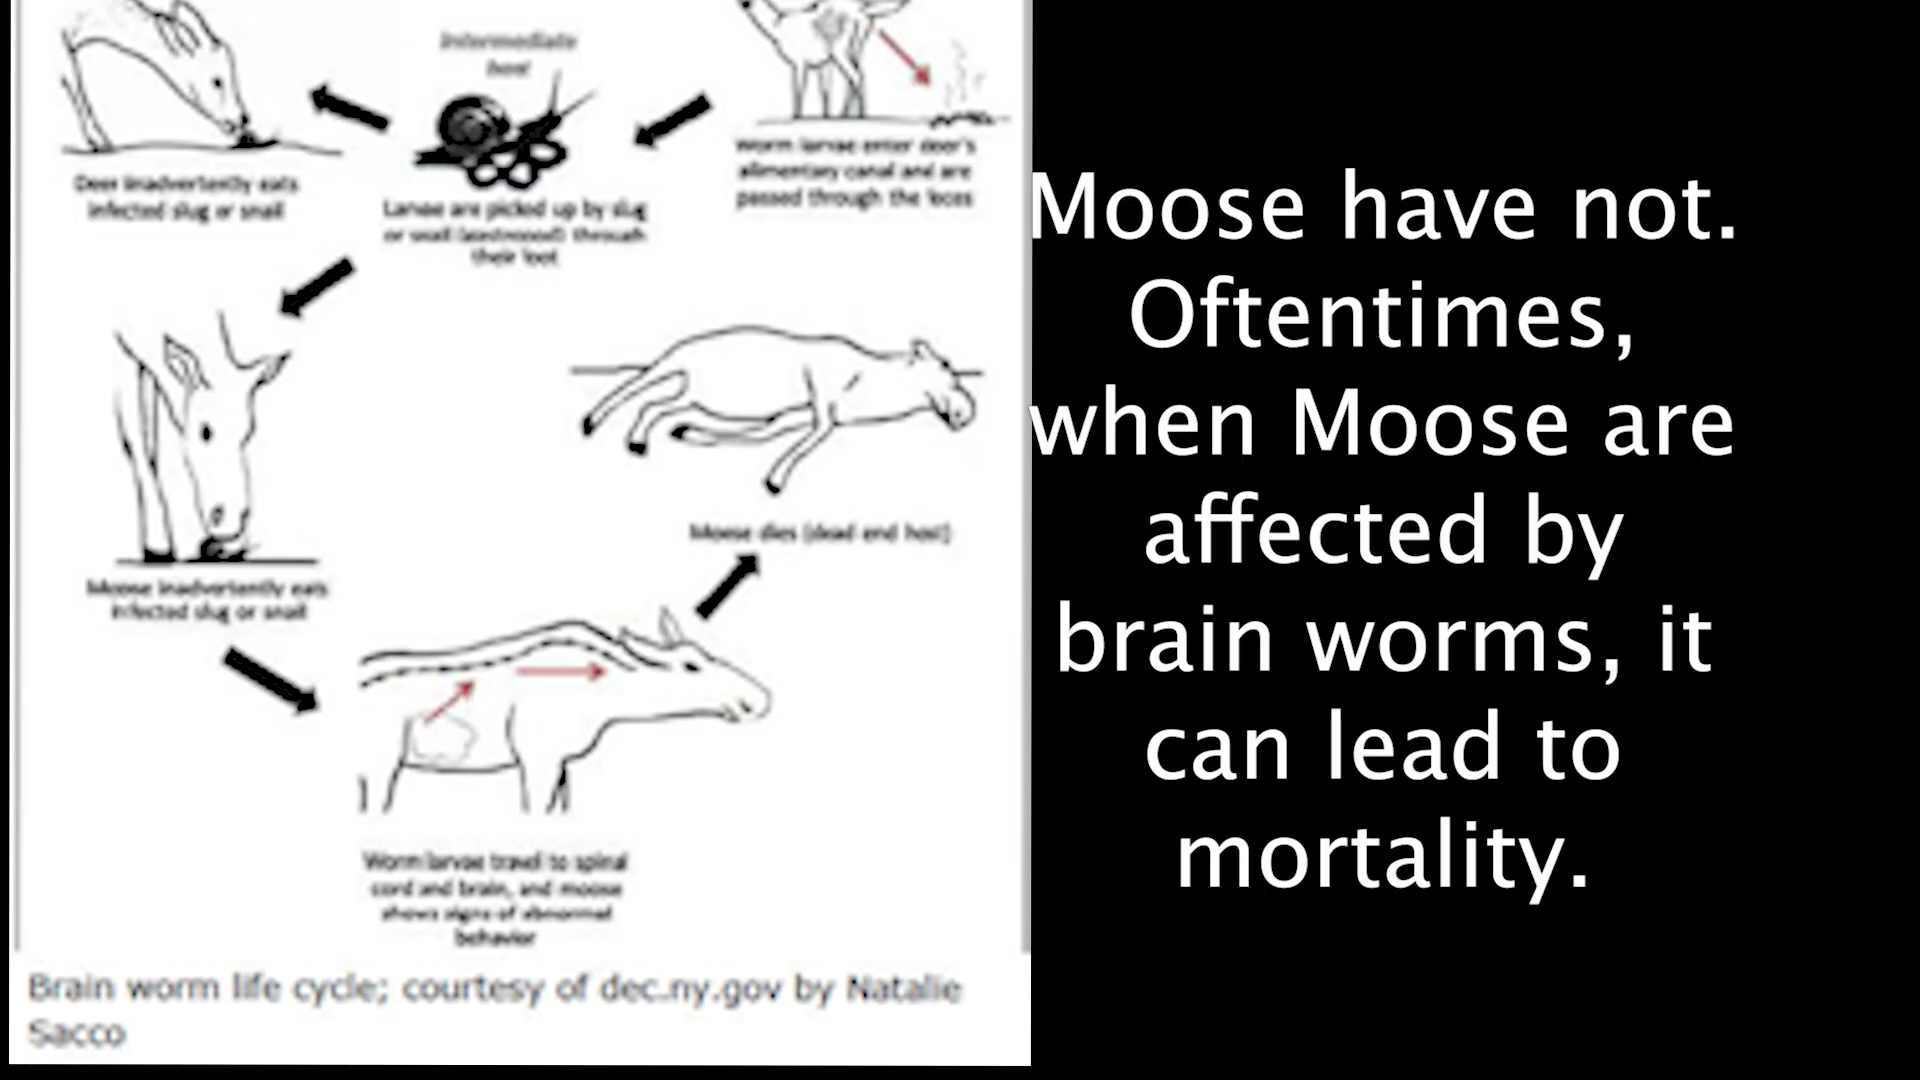 Intermediate
host
Deer inadvertently eats
infected slug or snail
Larvae are picked up by slug
or snail (gastropod) through
their foot
Worm larvae enter deer's
alimentary canal and are
passed through the feces
Moose inadvertently eats
infected slug or snail
Moose dies (dead end host)
Worm larvae travel to spinal
cord and brain, and moose
shows signs of abnormal
behavior
Brain worm life cycle; courtesy of dec.ny.gov by Natalie
Sacco
Moose have not.
Oftentimes,
when Moose are
affected by
brain worms, it
can lead to
mortality.